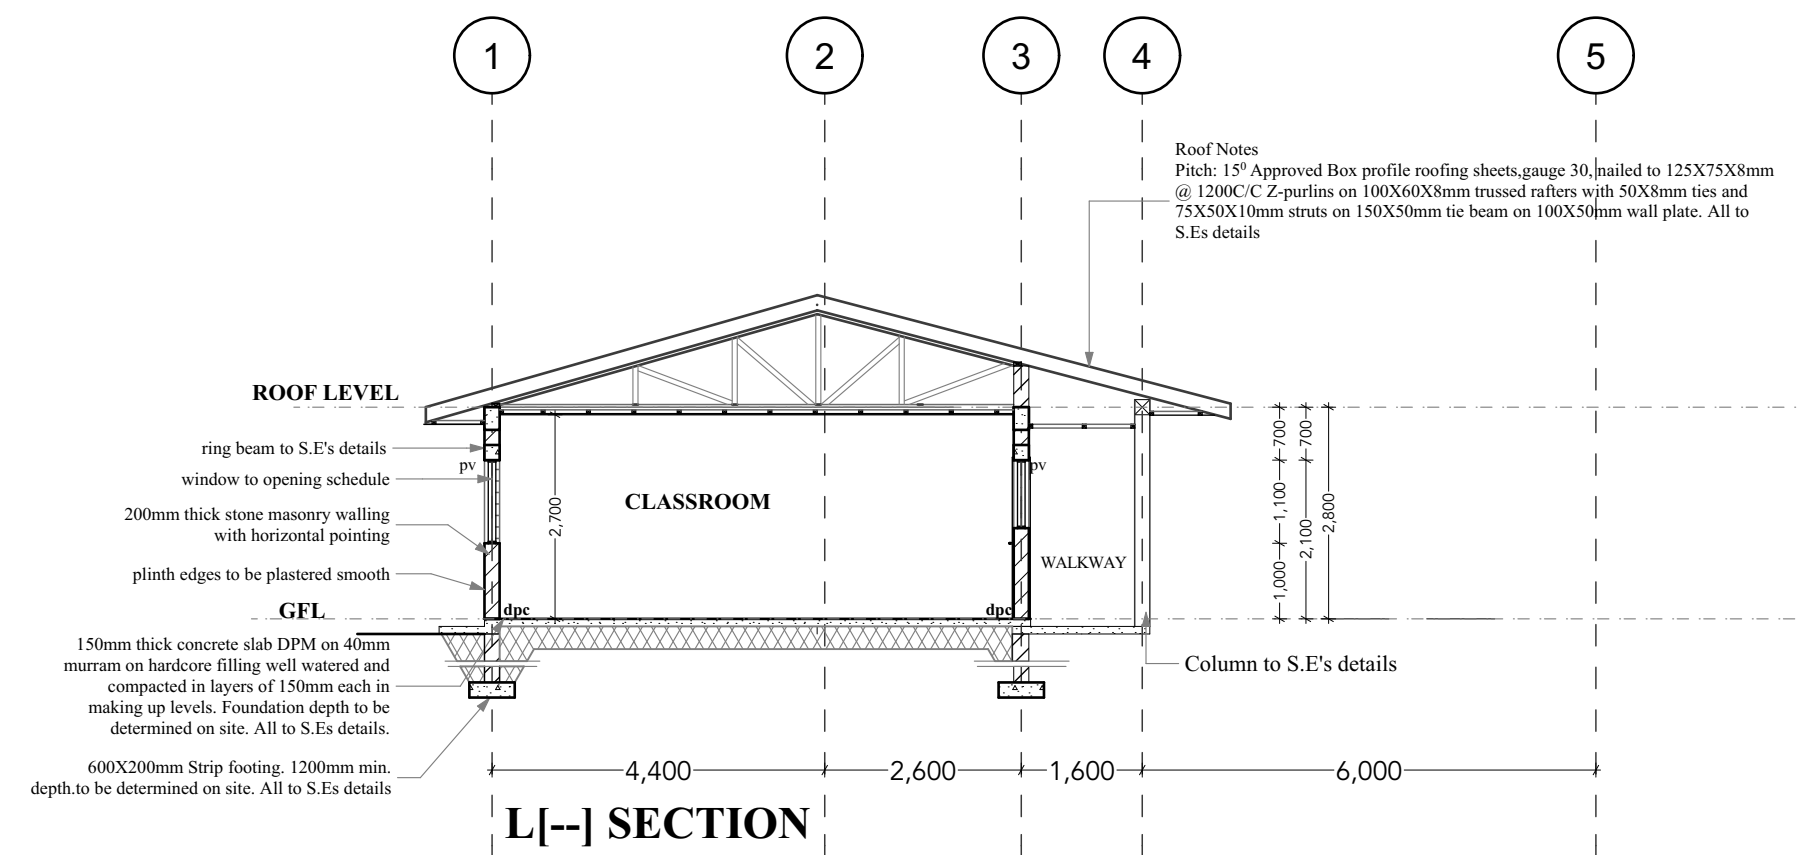 1 2 3 4 5
Roof Notes
Pitch: 15⁰ Approved Box profile roofing sheets,gauge 30, nailed to 125X75X8mm
@ 1200C/C Z-purlins on 100X60X8mm trussed rafters with 50X8mm ties and
75X50X10mm struts on 150X50mm tie beam on 100X50mm wall plate. All to
S.Es details
ROOF LEVEL
ring beam to S.E's details
pv
pv
window to opening schedule
200mm thick stone masonry walling
with horizontal pointing
plinth edges to be plastered smooth
CLASSROOM
2,700
WALKWAY
700
700
1,100
2,100
2,800
1,000
GFL
dpc
dpc
150mm thick concrete slab DPM on 40mm
murram on hardcore filling well watered and
compacted in layers of 150mm each in
making up levels. Foundation depth to be
determined on site. All to S.Es details.
Column to S.E's details
600X200mm Strip footing. 1200mm min.
depth.to be determined on site. All to S.Es details
4,400 2,600 1,600 6,000
L[--] SECTION